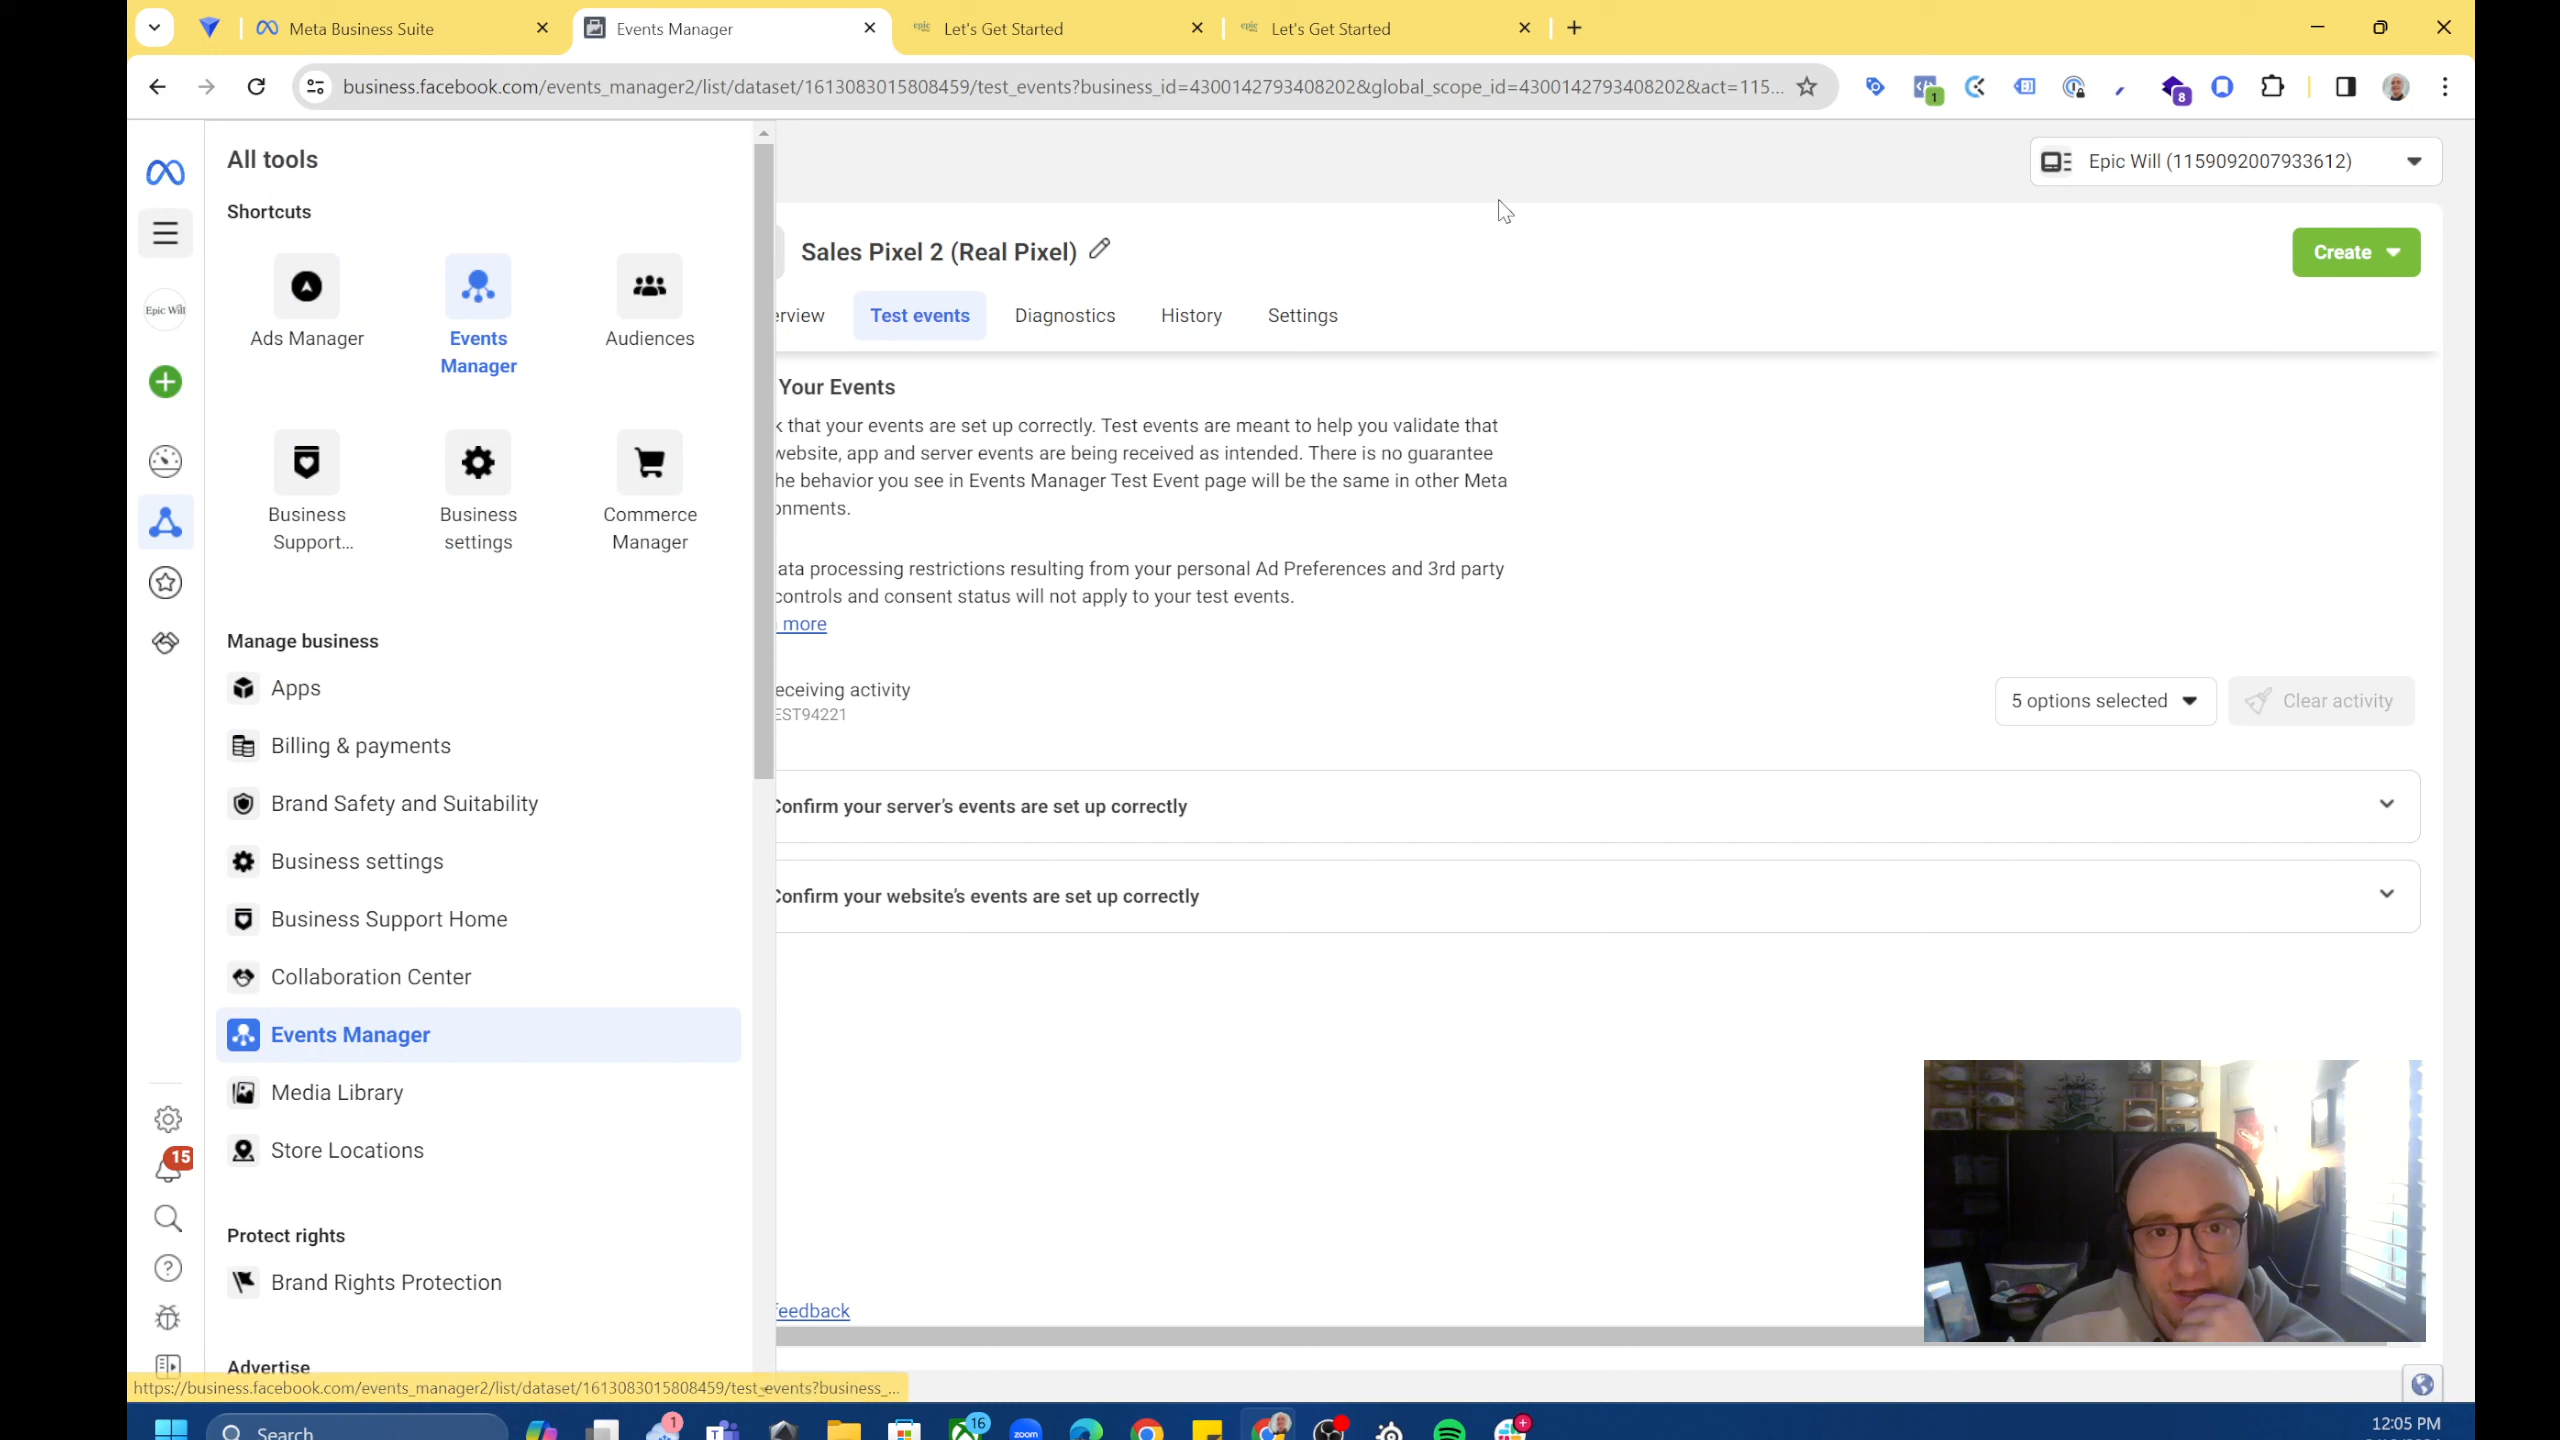 Meta Business Suite
Events Manager
Let's Get Started
Let's Get Started
business.facebook.com/events_manager2/list/dataset/1613083015808459/test_events?business_id=4300142793408202&global_scope_id=4300142793408202&act=115...
1
8
All tools
Shortcuts
Ads Manager
Events Manager
Audiences
Business Support...
Business settings
Commerce Manager
Manage business
Apps
Billing & payments
Brand Safety and Suitability
Business settings
Business Support Home
Collaboration Center
Events Manager
Media Library
Store Locations
Protect rights
Brand Rights Protection
Advertise
Epic Will
15
Epic Will (1159092007933612)
Sales Pixel 2 (Real Pixel)
Create
erview
Test events
Diagnostics
History
Settings
Your Events
k that your events are set up correctly. Test events are meant to help you validate that
website, app and server events are being received as intended. There is no guarantee
he behavior you see in Events Manager Test Event page will be the same in other Meta
onments.
ata processing restrictions resulting from your personal Ad Preferences and 3rd party
controls and consent status will not apply to your test events.
more
eceiving activity
EST94221
5 options selected
Clear activity
Confirm your server's events are set up correctly
Confirm your website's events are set up correctly
feedback
https://business.facebook.com/events_manager2/list/dataset/1613083015808459/test_events?business_...
Search
1
16
zoom
12:05 PM